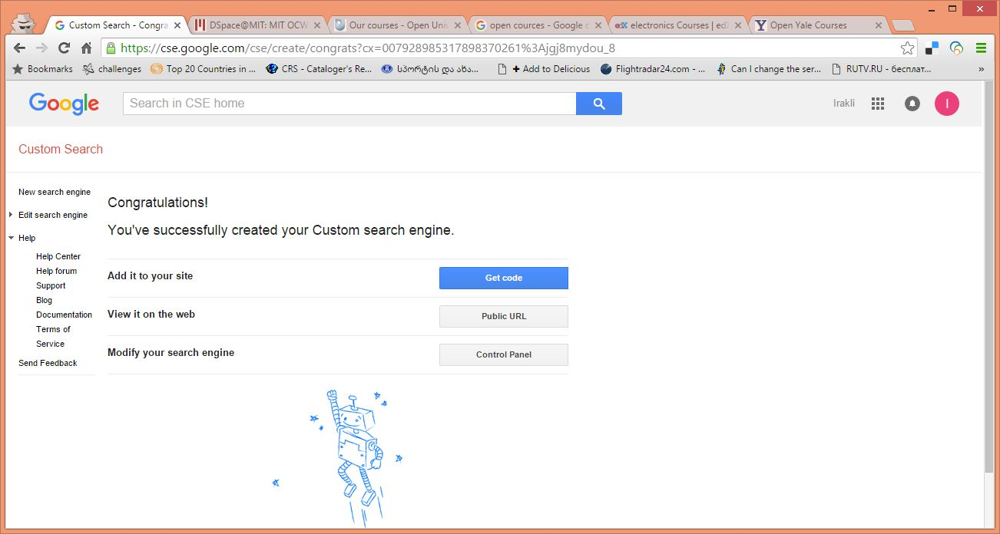 Custom Search - Congra
DSpace@MIT: MIT OCW
Our courses - Open Univ
open cources - Google c
edX electronics Courses | edX
Open Yale Courses
https://cse.google.com/cse/create/congrats?cx=007928985317898370261%3Ajgj8mydou_8
Bookmarks
challenges
Top 20 Countries in ...
CRS - Cataloger's Re...
სპორტის და ახა...
+ Add to Delicious
Flightradar24.com - ...
Can I change the ser...
RUTV.RU - бесплат...
»
Google
Search in CSE home
Irakli
I
Custom Search
New search engine
Edit search engine
Help
Help Center
Help forum
Support
Blog
Documentation
Terms of
Service
Send Feedback
Congratulations!
You've successfully created your Custom search engine.
Add it to your site
Get code
View it on the web
Public URL
Modify your search engine
Control Panel